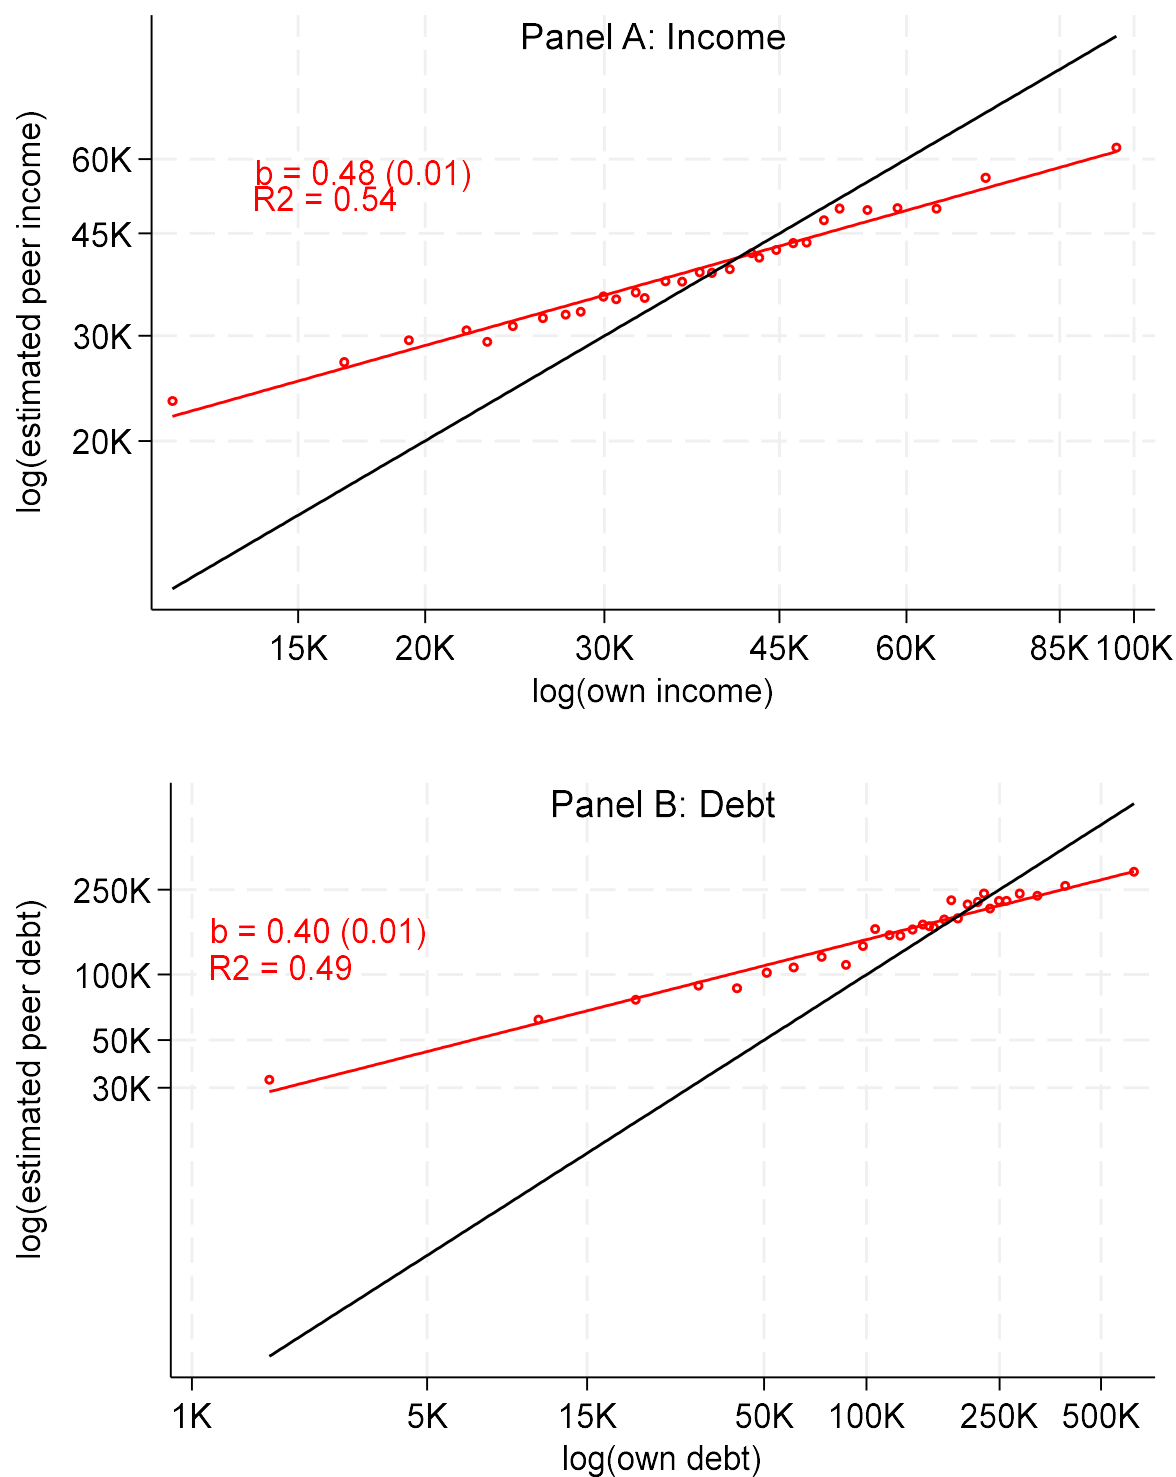 Panel A: Income
log(estimated peer income)
60K
45K
30K
20K
b = 0.48 (0.01)
R2 = 0.54
15K 20K 30K 45K 60K 85K 100K
log(own income)
Panel B: Debt
log(estimated peer debt)
250K
100K
50K
30K
b = 0.40 (0.01)
R2 = 0.49
1K 5K 15K 50K 100K 250K 500K
log(own debt)